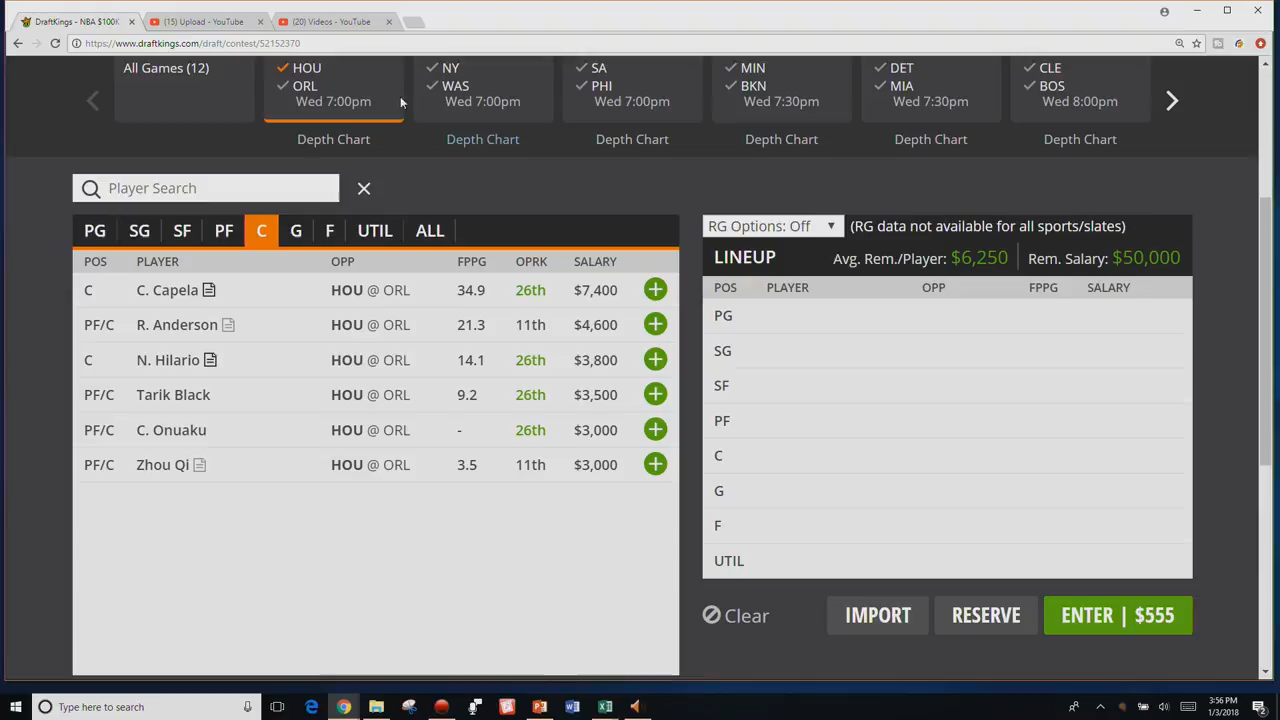 DraftKings - NBA $100K
(15) Upload - YouTube
(20) Videos - YouTube
https://www.draftkings.com/draft/contest/52152370
All Games (12)
HOU
ORL
Wed 7:00pm
NY
WAS
Wed 7:00pm
SA
PHI
Wed 7:00pm
MIN
BKN
Wed 7:30pm
DET
MIA
Wed 7:30pm
CLE
BOS
Wed 8:00pm
Depth Chart Depth Chart Depth Chart Depth Chart Depth Chart Depth Chart
Player Search
PG SG SF PF C G F UTIL ALL
POS PLAYER OPP FPPG OPRK SALARY
C C. Capela HOU @ ORL 34.9 26th $7,400
PF/C R. Anderson HOU @ ORL 21.3 11th $4,600
C N. Hilario HOU @ ORL 14.1 26th $3,800
PF/C Tarik Black HOU @ ORL 9.2 26th $3,500
PF/C C. Onuaku HOU @ ORL - 26th $3,000
PF/C Zhou Qi HOU @ ORL 3.5 11th $3,000
RG Options: Off (RG data not available for all sports/slates)
LINEUP Avg. Rem./Player: $6,250 Rem. Salary: $50,000
POS PLAYER OPP FPPG SALARY
PG
SG
SF
PF
C
G
F
UTIL
Clear IMPORT RESERVE ENTER | $555
Type here to search
3:56 PM
1/3/2018
2